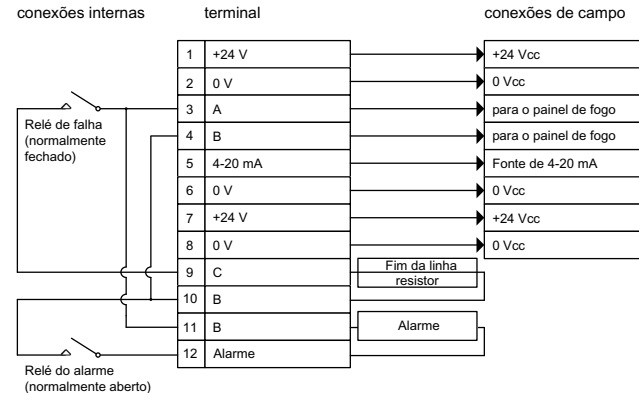 conexões internas terminal conexões de campo
1 +24 V +24 Vcc
2 0 V 0 Vcc
3 A para o painel de fogo
Relé de falha
(normalmente
fechado)
4 B para o painel de fogo
5 4-20 mA Fonte de 4-20 mA
6 0 V 0 Vcc
7 +24 V +24 Vcc
8 0 V 0 Vcc
9 C Fim da linha
resistor
10 B
11 B Alarme
12 Alarme
Relé do alarme
(normalmente aberto)